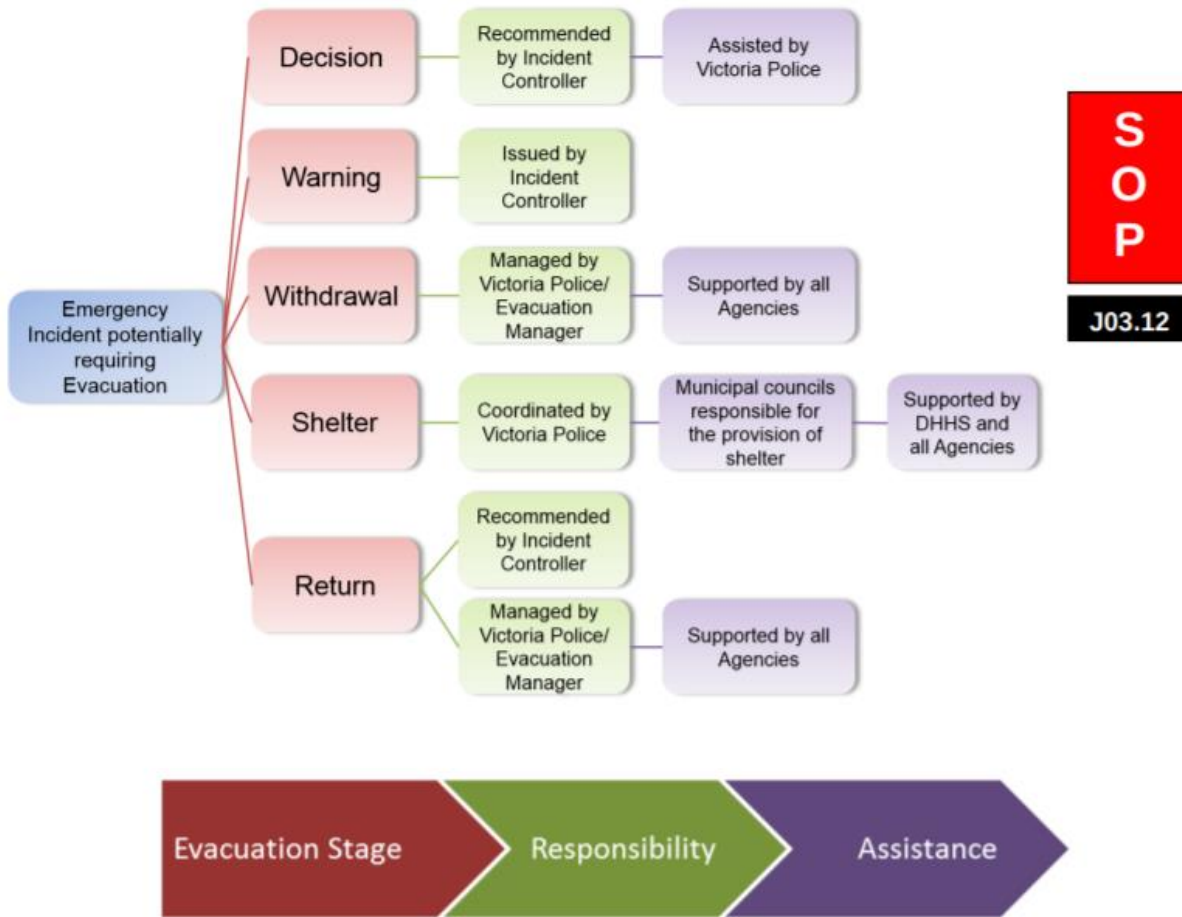 Decision
Recommended
by Incident
Controller
Assisted by
Victoria Police
S
O
P
J03.12
Warning
Issued by
Incident
Controller
Emergency
Incident potentially
requiring
Evacuation
Withdrawal
Managed by
Victoria Police/
Evacuation
Manager
Supported by all
Agencies
Shelter
Coordinated by
Victoria Police
Municipal councils
responsible for
the provision of
shelter
Supported by
DHHS and
all Agencies
Return
Recommended
by Incident
Controller
Managed by
Victoria Police/
Evacuation
Manager
Supported by all
Agencies
Evacuation Stage
Responsibility
Assistance